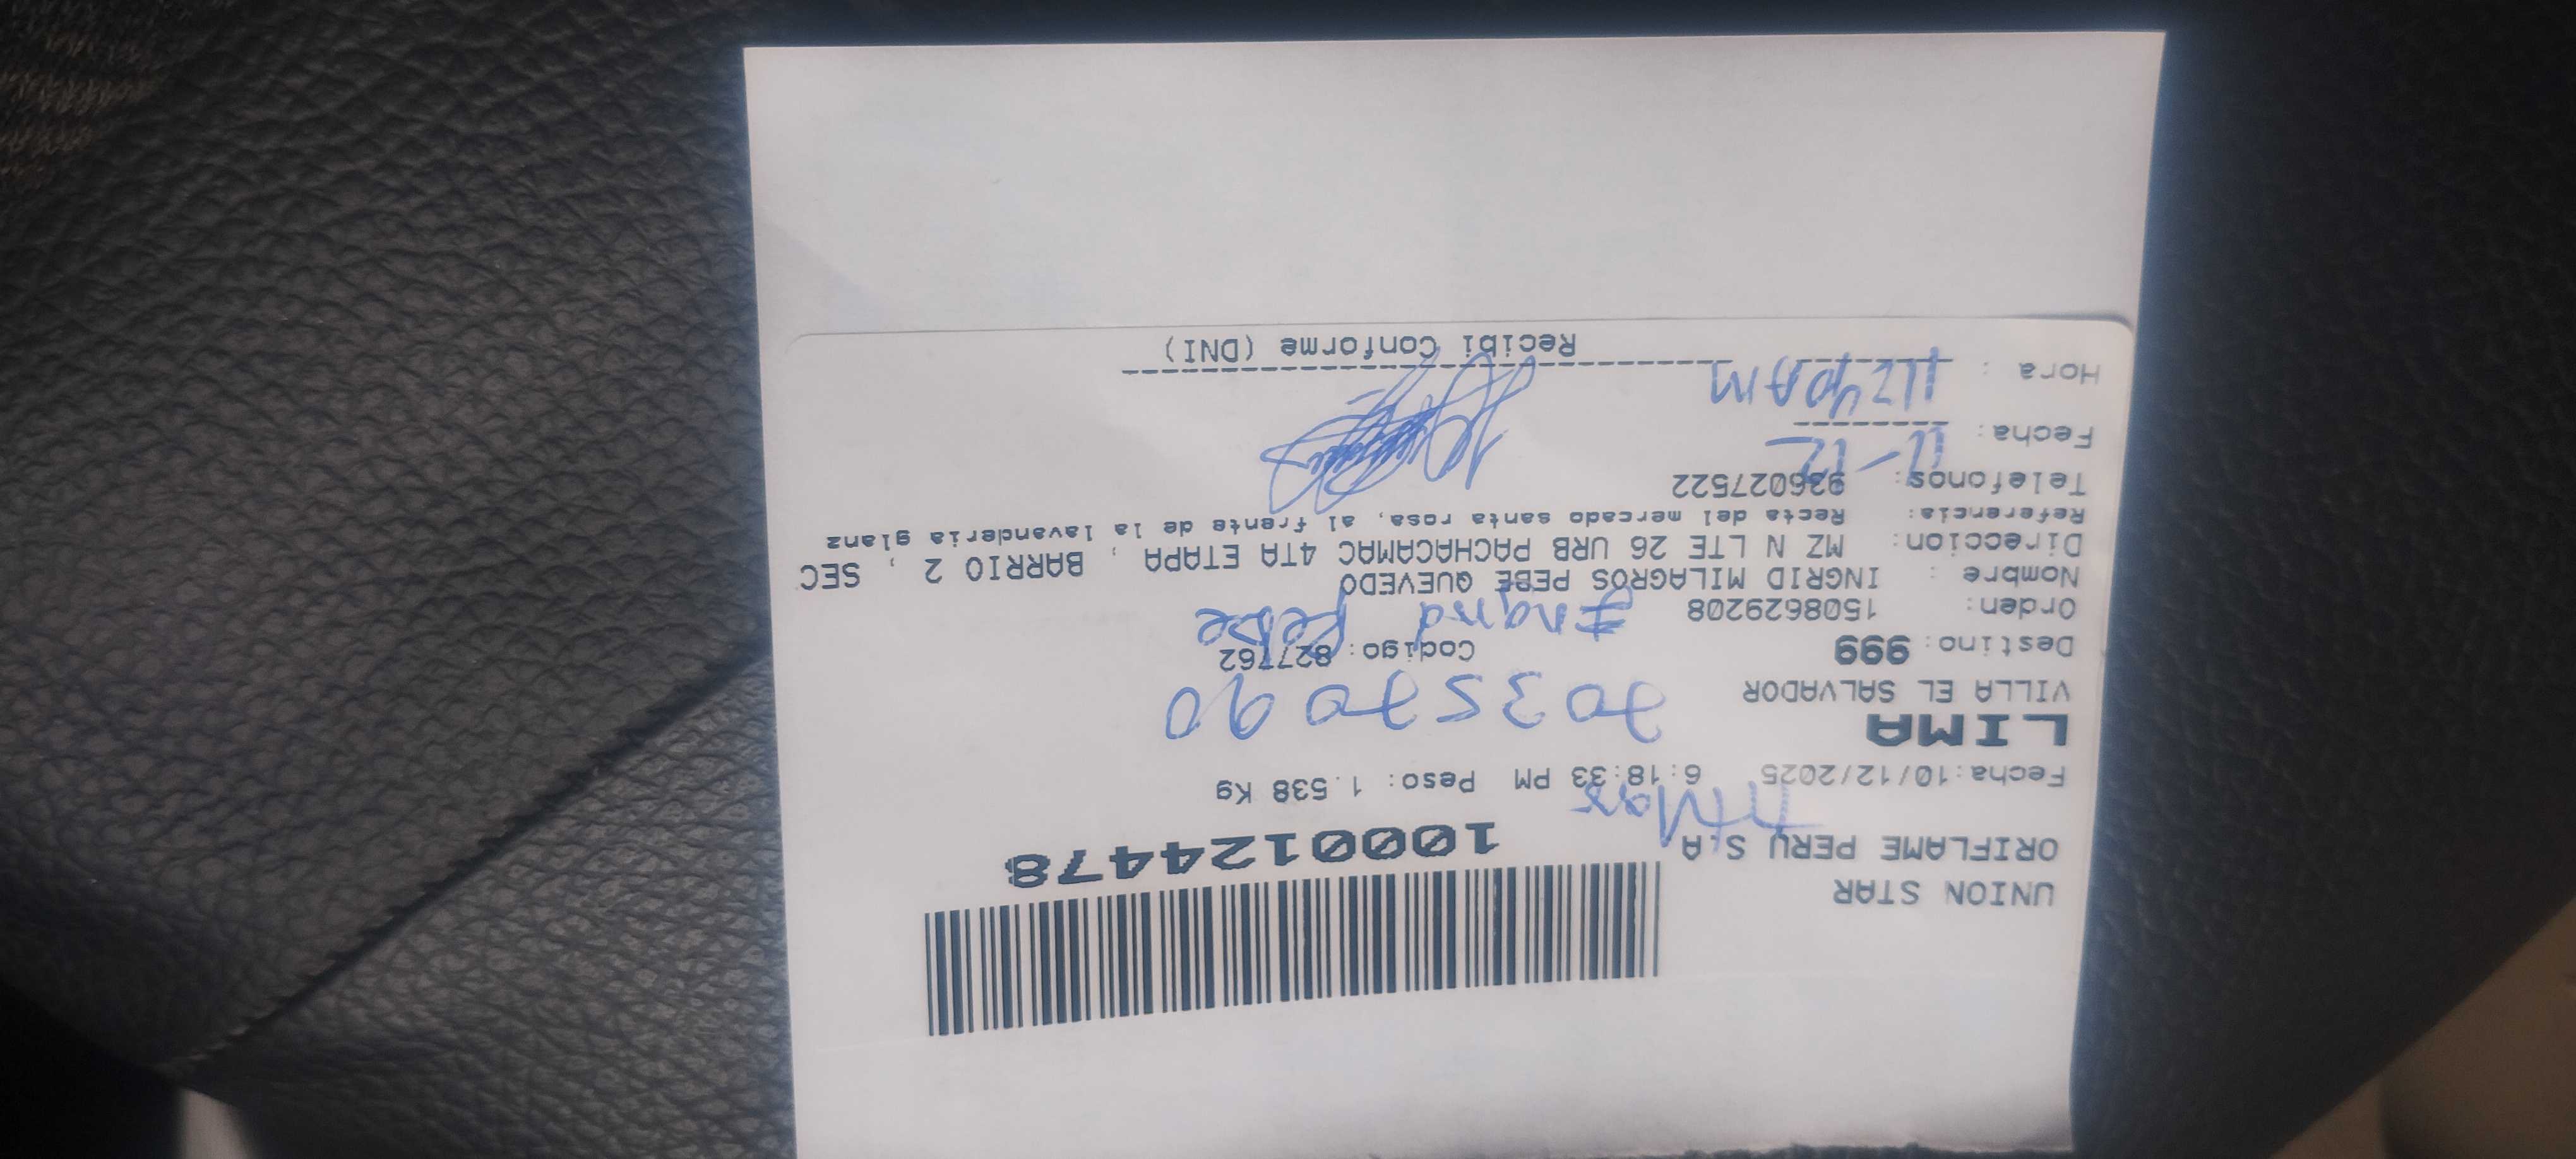 UNION STAR
ORIFLAME PERU S.A 1000124478
Fecha:10/12/2025 6:18:33 PM Peso: 1.538 Kg
LIMA
VILLA EL SALVADOR
70357090
Destino: 999 Codigo: 827762
Orden: 1508629208
Ingrid Pebe
Nombre : INGRID MILAGROS PEBE QUEVEDO
Direccion: MZ N LTE 26 URB PACHACAMAC 4TA ETAPA , BARRIO 2 , SEC
Referencia: Recta del mercado santa rosa, al frente de la lavanderia glanz
Telefonos: 936027522
Fecha: 11-12
Hora : 11:40AM
Recibi Conforme (DNI)